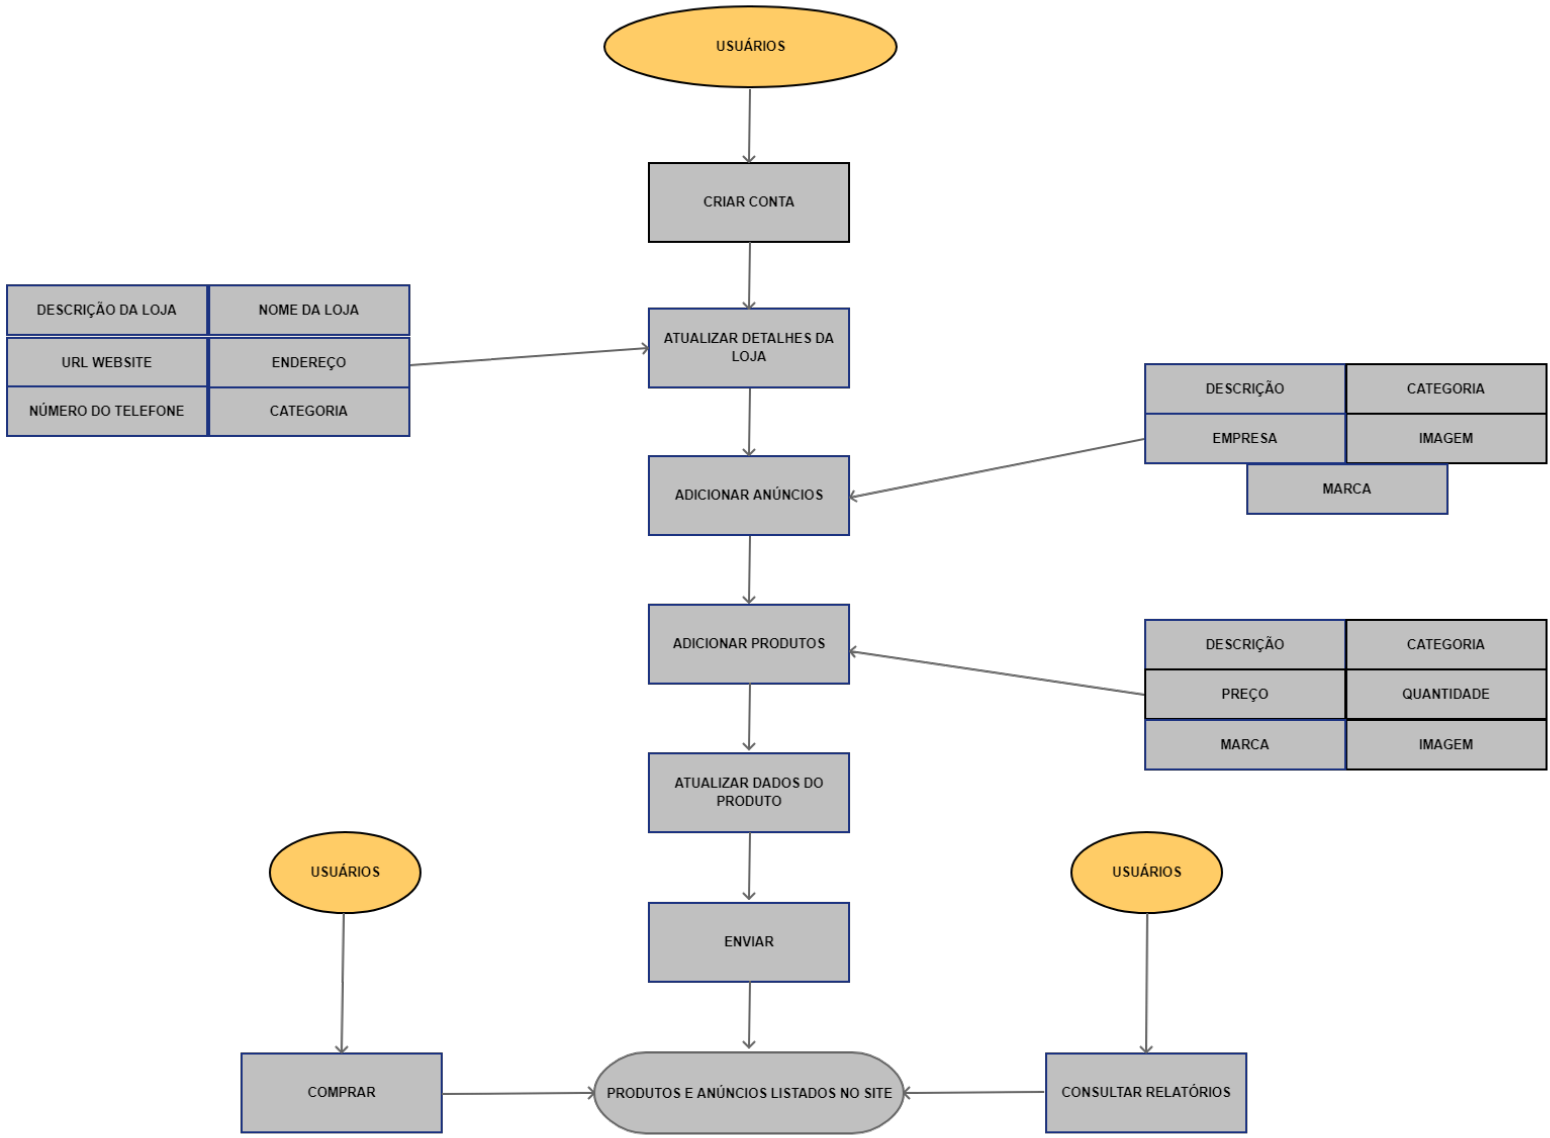 USUÁRIOS
CRIAR CONTA
DESCRIÇÃO DA LOJA
NOME DA LOJA
URL WEBSITE
ENDEREÇO
NÚMERO DO TELEFONE
CATEGORIA
ATUALIZAR DETALHES DA
LOJA
DESCRIÇÃO
CATEGORIA
EMPRESA
IMAGEM
MARCA
ADICIONAR ANÚNCIOS
ADICIONAR PRODUTOS
DESCRIÇÃO
CATEGORIA
PREÇO
QUANTIDADE
MARCA
IMAGEM
ATUALIZAR DADOS DO
PRODUTO
USUÁRIOS
USUÁRIOS
ENVIAR
COMPRAR
PRODUTOS E ANÚNCIOS LISTADOS NO SITE
CONSULTAR RELATÓRIOS